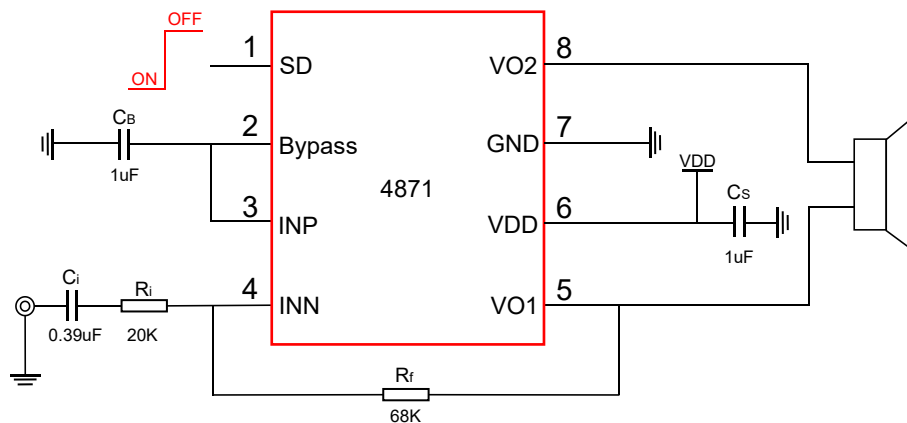 OFF
ON
1
SD
VO2
8
CB
1uF
2
Bypass
GND
7
4871
VDD
3
INP
VDD
6
CS
1uF
Ci
0.39uF
Ri
20K
4
INN
VO1
5
Rf
68K